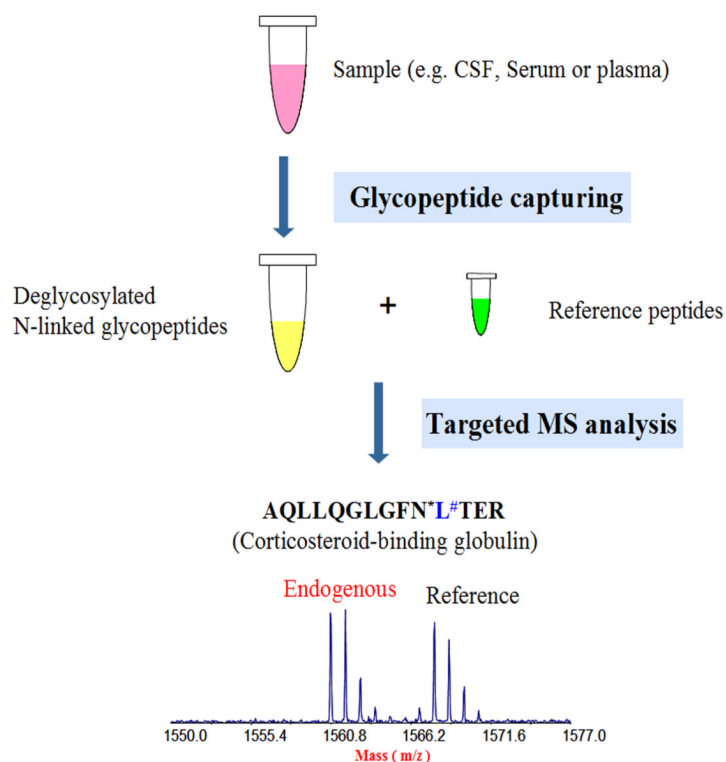 Sample (e.g. CSF, Serum or plasma)
Glycopeptide capturing
Deglycosylated
N-linked glycopeptides
+
Reference peptides
Targeted MS analysis
AQLLQGLGFN*L#TER
(Corticosteroid-binding globulin)
Endogenous
Reference
1550.0 1555.4 1560.8 1566.2 1571.6 1577.0
Mass ( m/z )